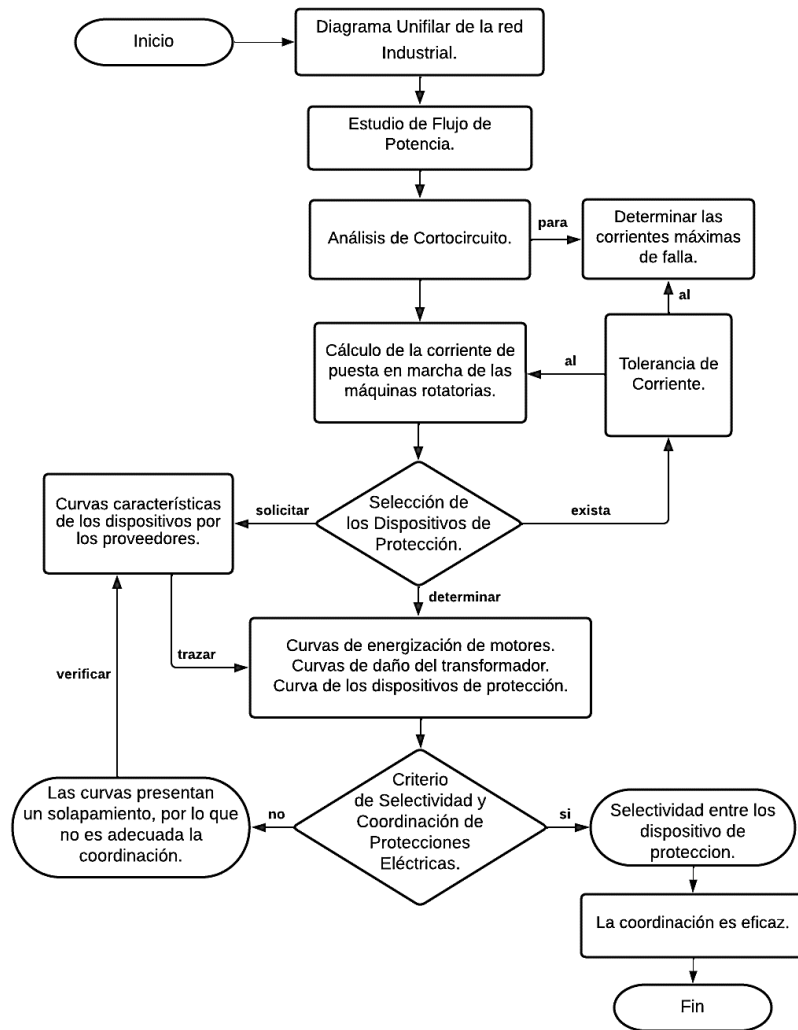 Inicio
Diagrama Unifilar de la red
Industrial.
Estudio de Flujo de
Potencia.
Análisis de Cortocircuito.
para
Determinar las
corrientes máximas
de falla.
al
Cálculo de la corriente de
puesta en marcha de las
máquinas rotatorias.
al
Tolerancia de
Corriente.
Selección de
los Dispositivos de
Protección.
solicitar
exista
Curvas características
de los dispositivos por
los proveedores.
determinar
trazar
verificar
Curvas de energización de motores.
Curvas de daño del transformador.
Curva de los dispositivos de protección.
Criterio
de Selectividad y
Coordinación de
Protecciones
Eléctricas.
no
si
Las curvas presentan
un solapamiento, por lo que
no es adecuada la
coordinación.
Selectividad entre los
dispositivo de
proteccion.
La coordinación es eficaz.
Fin